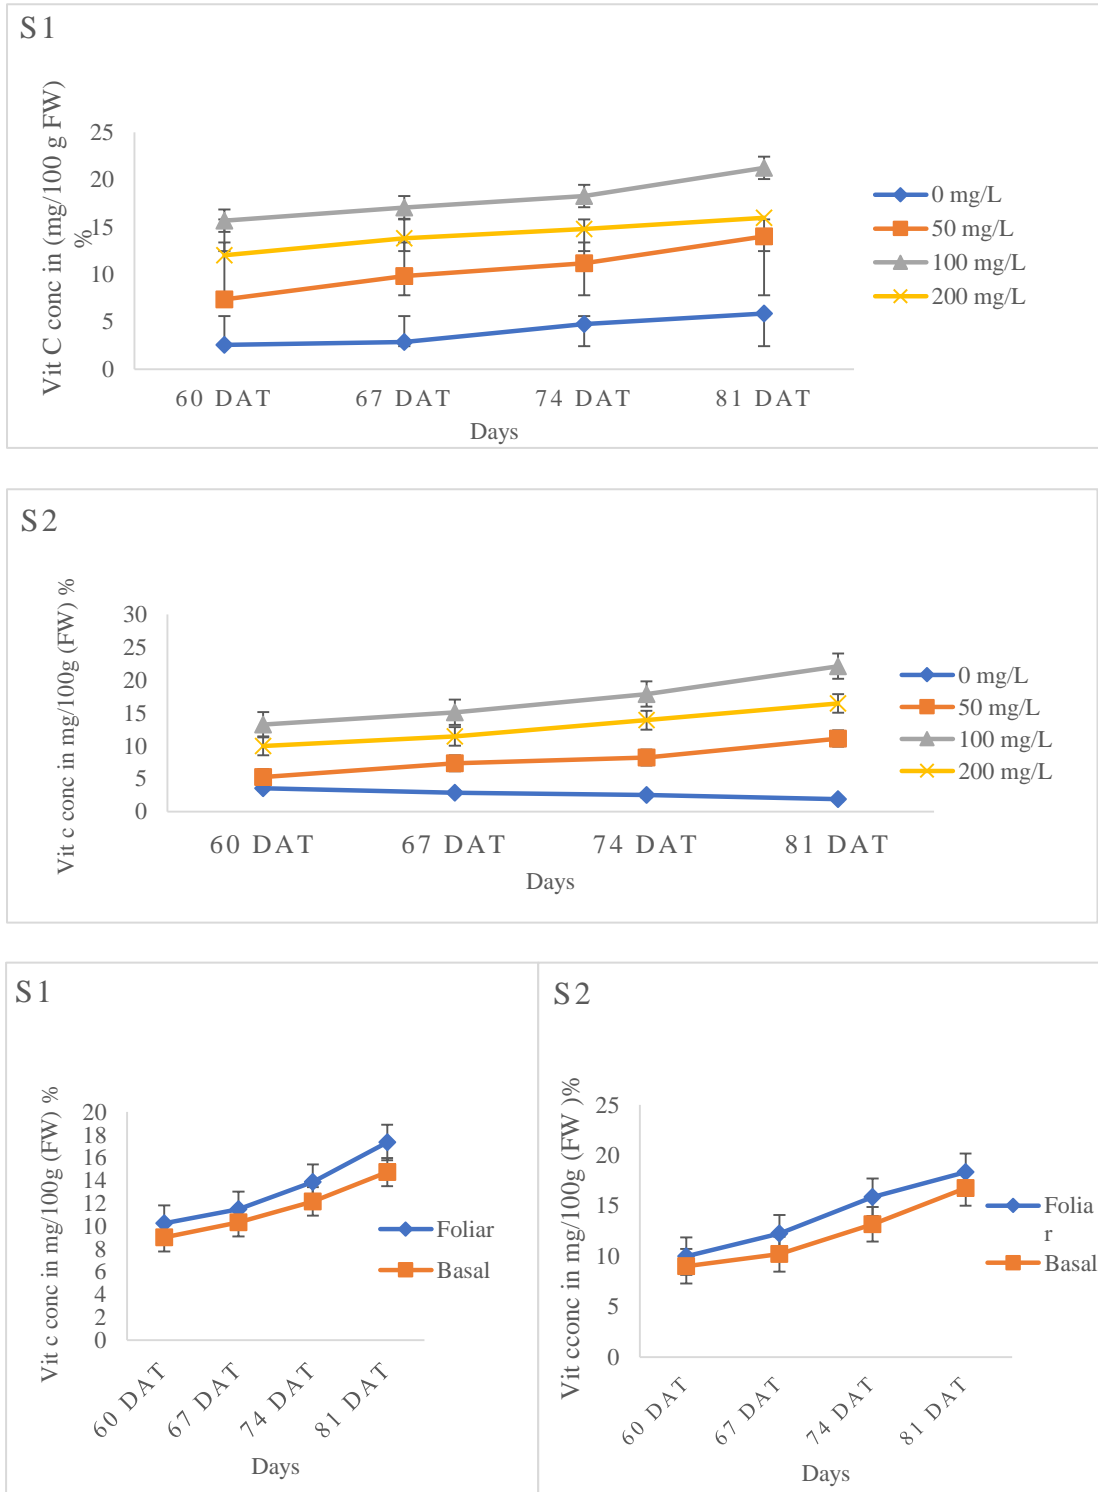 S1
Vit C conc in (mg/100 g FW)
%
25
20
15
10
5
0
60 DAT
67 DAT
74 DAT
81 DAT
Days
0 mg/L
50 mg/L
100 mg/L
200 mg/L
S2
Vit c conc in mg/100g (FW) %
30
25
20
15
10
5
0
60 DAT
67 DAT
74 DAT
81 DAT
Days
0 mg/L
50 mg/L
100 mg/L
200 mg/L
S1
Vit c conc in mg/100g (FW) %
20
18
16
14
12
10
8
6
4
2
0
60 DAT
67 DAT
74 DAT
81 DAT
Days
Foliar
Basal
S2
Vit cconc in mg/100g (FW )%
25
20
15
10
5
0
60 DAT
67 DAT
74 DAT
81 DAT
Days
Folia
r
Basal